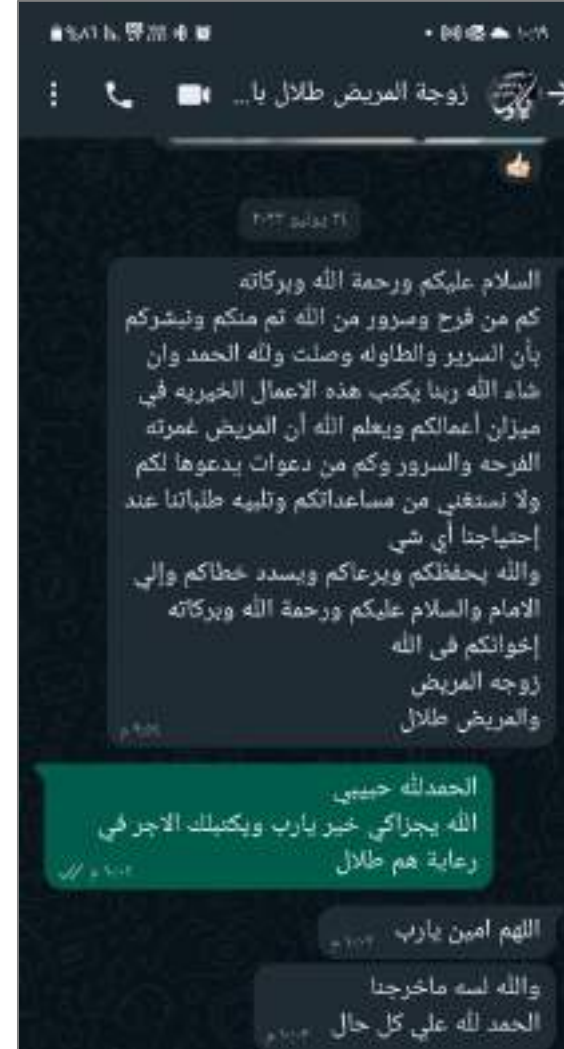 ١٠:١٩
%٨٦
زوجة المريض طلال با...
السلام عليكم ورحمة الله وبركاته
كم من فرح وسرور من الله ثم منكم ونبشركم
بأن السرير والطاوله وصلت ولله الحمد وان
شاء الله ربنا يكتب هذه الاعمال الخيريه في
ميزان أعمالكم ويعلم الله أن المريض غمرته
الفرحه والسرور وكم من دعوات يدعوها لكم
ولا نستغني من مساعداتكم وتلبيه طلباتنا عند
إحتياجنا أي شي
والله يحفظكم ويرعاكم ويسدد خطاكم وإلي
الامام والسلام عليكم ورحمة الله وبركاته
إخوانكم في الله
زوجه المريض
والمريض طلال
الحمدلله حبيبي
الله يجزاكي خير يارب ويكتبلك الاجر في
رعاية هم طلال
اللهم امين يارب
والله لسه ماخرجنا
الحمد لله علي كل حال